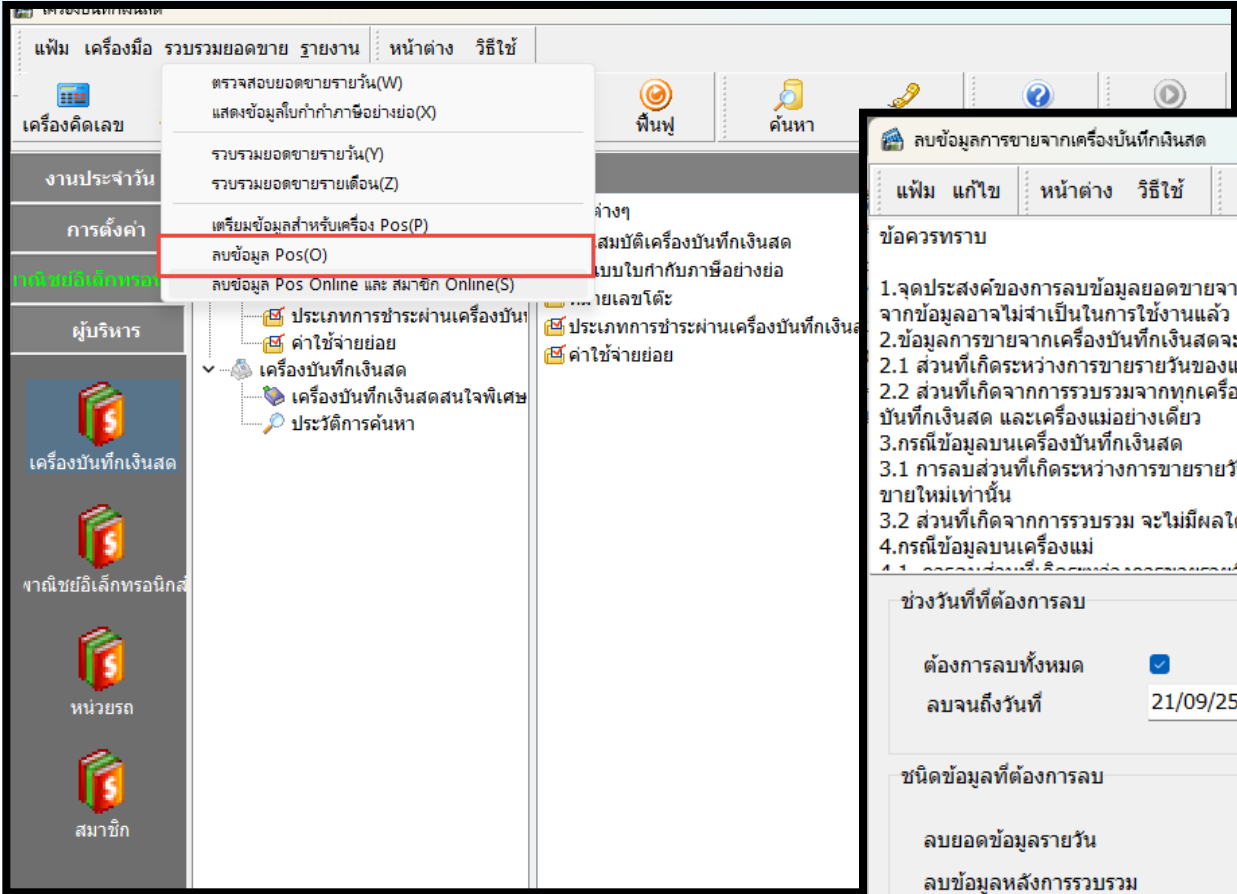 เครื่องบันทึกเงินสด
แฟ้ม เครื่องมือ รวบรวมยอดขาย รายงาน หน้าต่าง วิธีใช้
เครื่องคิดเลข
ฟื้นฟู
ค้นหา
ตรวจสอบยอดขายรายวัน(W)
แสดงข้อมูลใบกำกำภาษีอย่างย่อ(X)
รวบรวมยอดขายรายวัน(Y)
รวบรวมยอดขายรายเดือน(Z)
เตรียมข้อมูลสำหรับเครื่อง Pos(P)
ลบข้อมูล Pos(O)
ลบข้อมูล Pos Online และ สมาชิก Online(S)
งานประจำวัน
การตั้งค่า
ผู้บริหาร
เครื่องบันทึกเงินสด
พาณิชย์อิเล็กทรอนิกส์
หน่วยรถ
สมาชิก
ประเภทการชำระผ่านเครื่องบัน
ค่าใช้จ่ายย่อย
เครื่องบันทึกเงินสด
เครื่องบันทึกเงินสดสนใจพิเศษ
ประวัติการค้นหา
ต่างๆ
สมบัติเครื่องบันทึกเงินสด
แบบใบกำกับภาษีอย่างย่อ
หมายเลขโต๊ะ
ประเภทการชำระผ่านเครื่องบันทึกเงิน
ค่าใช้จ่ายย่อย
ลบข้อมูลการขายจากเครื่องบันทึกเงินสด
แฟ้ม แก้ไข หน้าต่าง วิธีใช้
ข้อควรทราบ
1.จุดประสงค์ของการลบข้อมูลยอดขายจา
จากข้อมูลอาจไม่จำเป็นในการใช้งานแล้ว
2.ข้อมูลการขายจากเครื่องบันทึกเงินสดจะ
2.1 ส่วนที่เกิดระหว่างการขายรายวันของแ
2.2 ส่วนที่เกิดจากการรวบรวมจากทุกเครื่อ
บันทึกเงินสด และเครื่องแม่อย่างเดียว
3.กรณีข้อมูลบนเครื่องบันทึกเงินสด
3.1 การลบส่วนที่เกิดระหว่างการขายรายวั
ขายใหม่เท่านั้น
3.2 ส่วนที่เกิดจากการรวบรวม จะไม่มีผลใ
4.กรณีข้อมูลบนเครื่องแม่
ช่วงวันที่ที่ต้องการลบ
ต้องการลบทั้งหมด
ลบจนถึงวันที่ 21/09/25
ชนิดข้อมูลที่ต้องการลบ
ลบยอดข้อมูลรายวัน
ลบข้อมูลหลังการรวบรวม